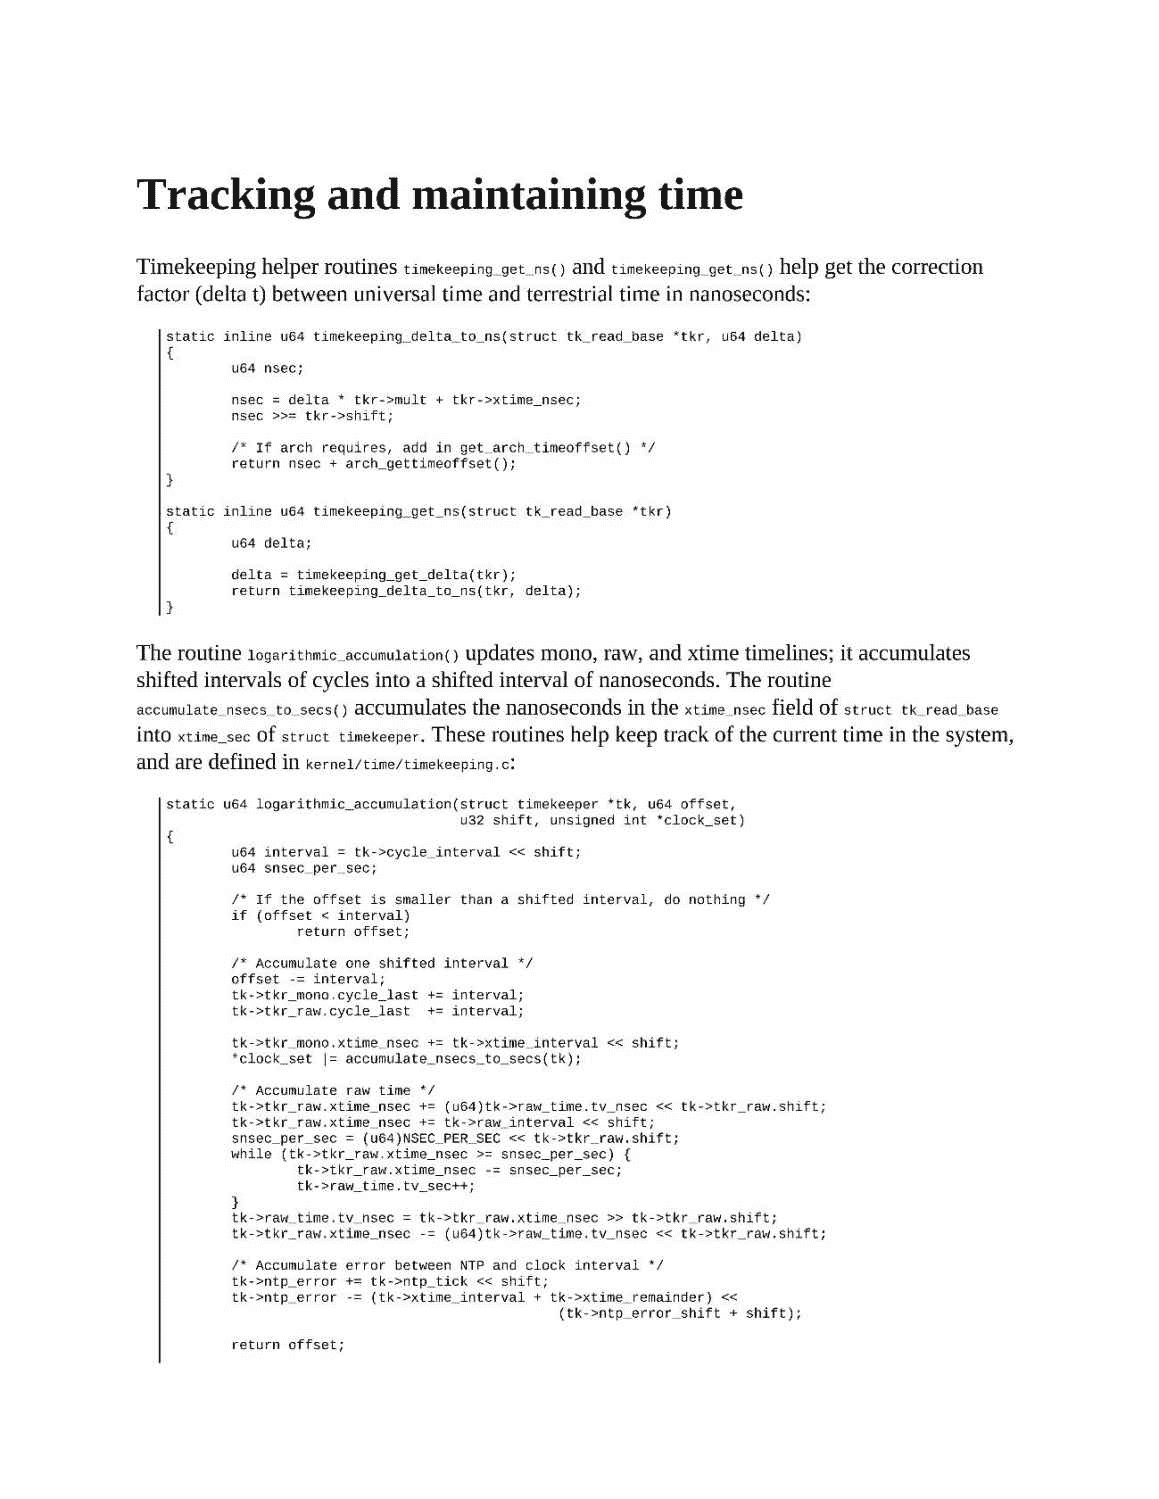 Tracking and maintaining time
Timekeeping helper routines timekeeping_get_ns() and timekeeping_get_ns() help get the correction
factor (delta t) between universal time and terrestrial time in nanoseconds:
static inline u64 timekeeping_delta_to_ns(struct tk_read_base *tkr, u64 delta)
{
        u64 nsec;
        nsec = delta * tkr->mult + tkr->xtime_nsec;
        nsec >>= tkr->shift;
        /* If arch requires, add in get_arch_timeoffset() */
        return nsec + arch_gettimeoffset();
}
static inline u64 timekeeping_get_ns(struct tk_read_base *tkr)
{
        u64 delta;
        delta = timekeeping_get_delta(tkr);
        return timekeeping_delta_to_ns(tkr, delta);
}
The routine logarithmic_accumulation() updates mono, raw, and xtime timelines; it accumulates
shifted intervals of cycles into a shifted interval of nanoseconds. The routine
accumulate_nsecs_to_secs() accumulates the nanoseconds in the xtime_nsec field of struct tk_read_base
into xtime_sec of struct timekeeper. These routines help keep track of the current time in the system,
and are defined in kernel/time/timekeeping.c:
static u64 logarithmic_accumulation(struct timekeeper *tk, u64 offset,
                                    u32 shift, unsigned int *clock_set)
{
        u64 interval = tk->cycle_interval << shift;
        u64 snsec_per_sec;
        /* If the offset is smaller than a shifted interval, do nothing */
        if (offset < interval)
                return offset;
        /* Accumulate one shifted interval */
        offset -= interval;
        tk->tkr_mono.cycle_last += interval;
        tk->tkr_raw.cycle_last  += interval;
        tk->tkr_mono.xtime_nsec += tk->xtime_interval << shift;
        *clock_set |= accumulate_nsecs_to_secs(tk);
        /* Accumulate raw time */
        tk->tkr_raw.xtime_nsec += (u64)tk->raw_time.tv_nsec << tk->tkr_raw.shift;
        tk->tkr_raw.xtime_nsec += tk->raw_interval << shift;
        snsec_per_sec = (u64)NSEC_PER_SEC << tk->tkr_raw.shift;
        while (tk->tkr_raw.xtime_nsec >= snsec_per_sec) {
                tk->tkr_raw.xtime_nsec -= snsec_per_sec;
                tk->raw_time.tv_sec++;
        }
        tk->raw_time.tv_nsec = tk->tkr_raw.xtime_nsec >> tk->tkr_raw.shift;
        tk->tkr_raw.xtime_nsec -= (u64)tk->raw_time.tv_nsec << tk->tkr_raw.shift;
        /* Accumulate error between NTP and clock interval */
        tk->ntp_error += tk->ntp_tick << shift;
        tk->ntp_error -= (tk->xtime_interval + tk->xtime_remainder) <<
                                                (tk->ntp_error_shift + shift);
        return offset;